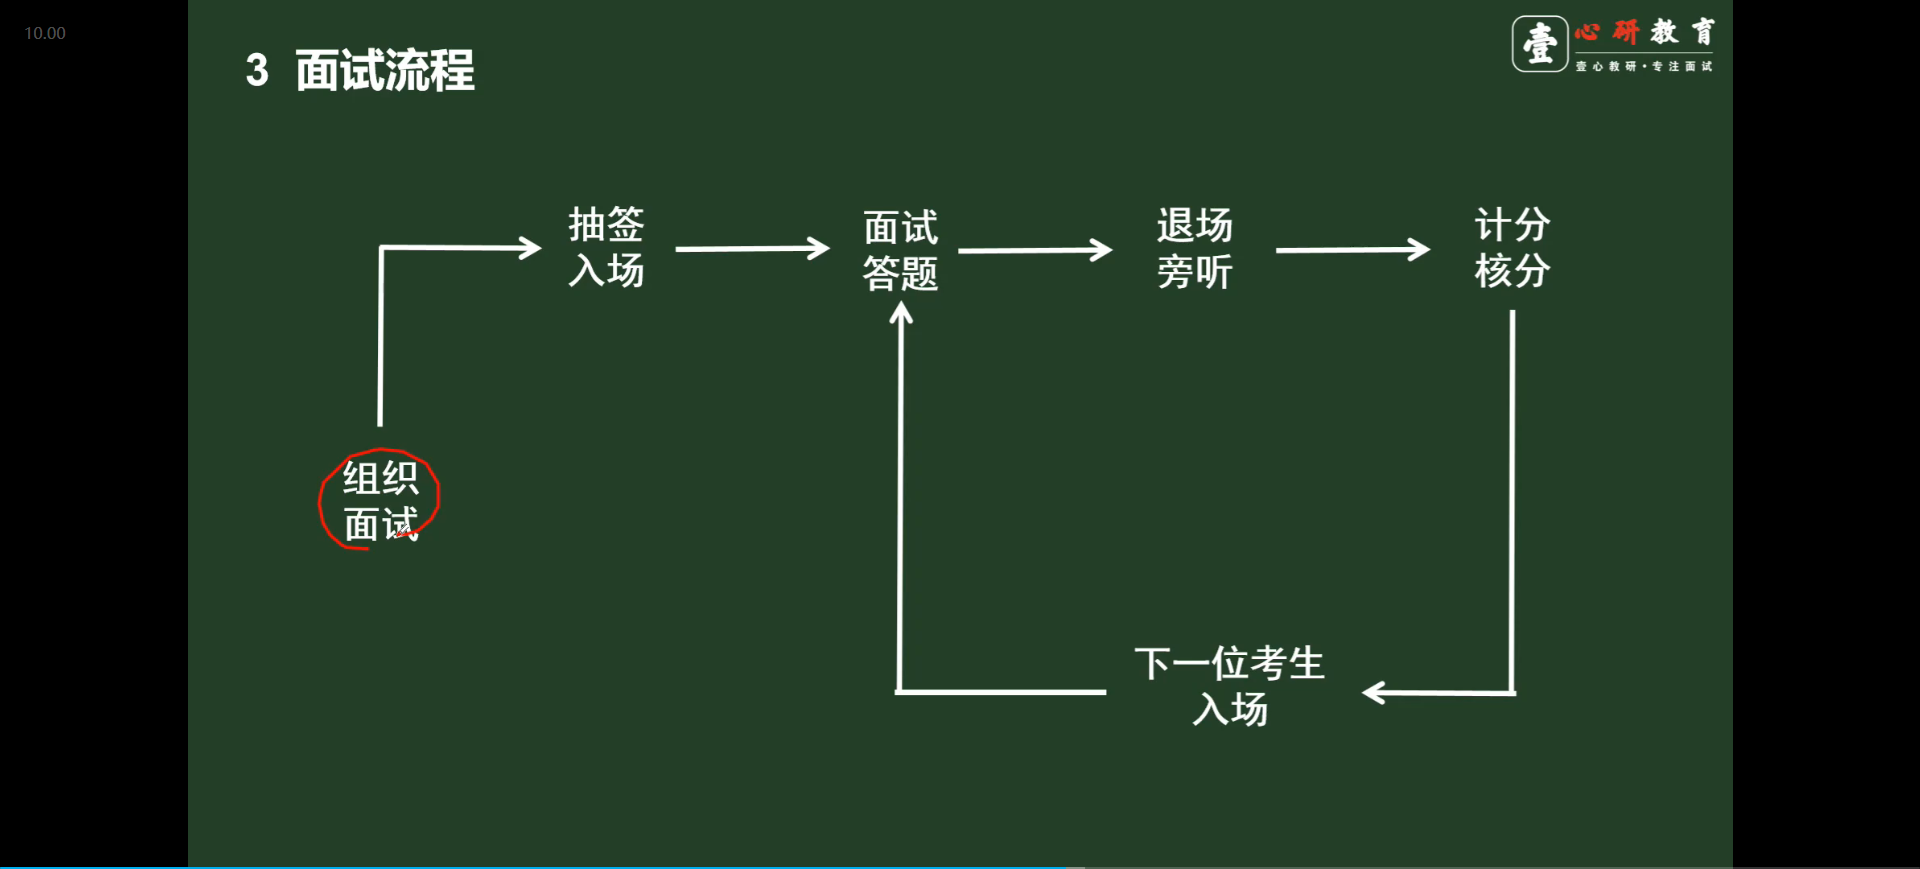 10.00
3 面试流程
壹
心研教育
壹心教研·专注面试
抽签
入场
面试
答题
退场
旁听
计分
核分
组织
面试
下一位考生
入场